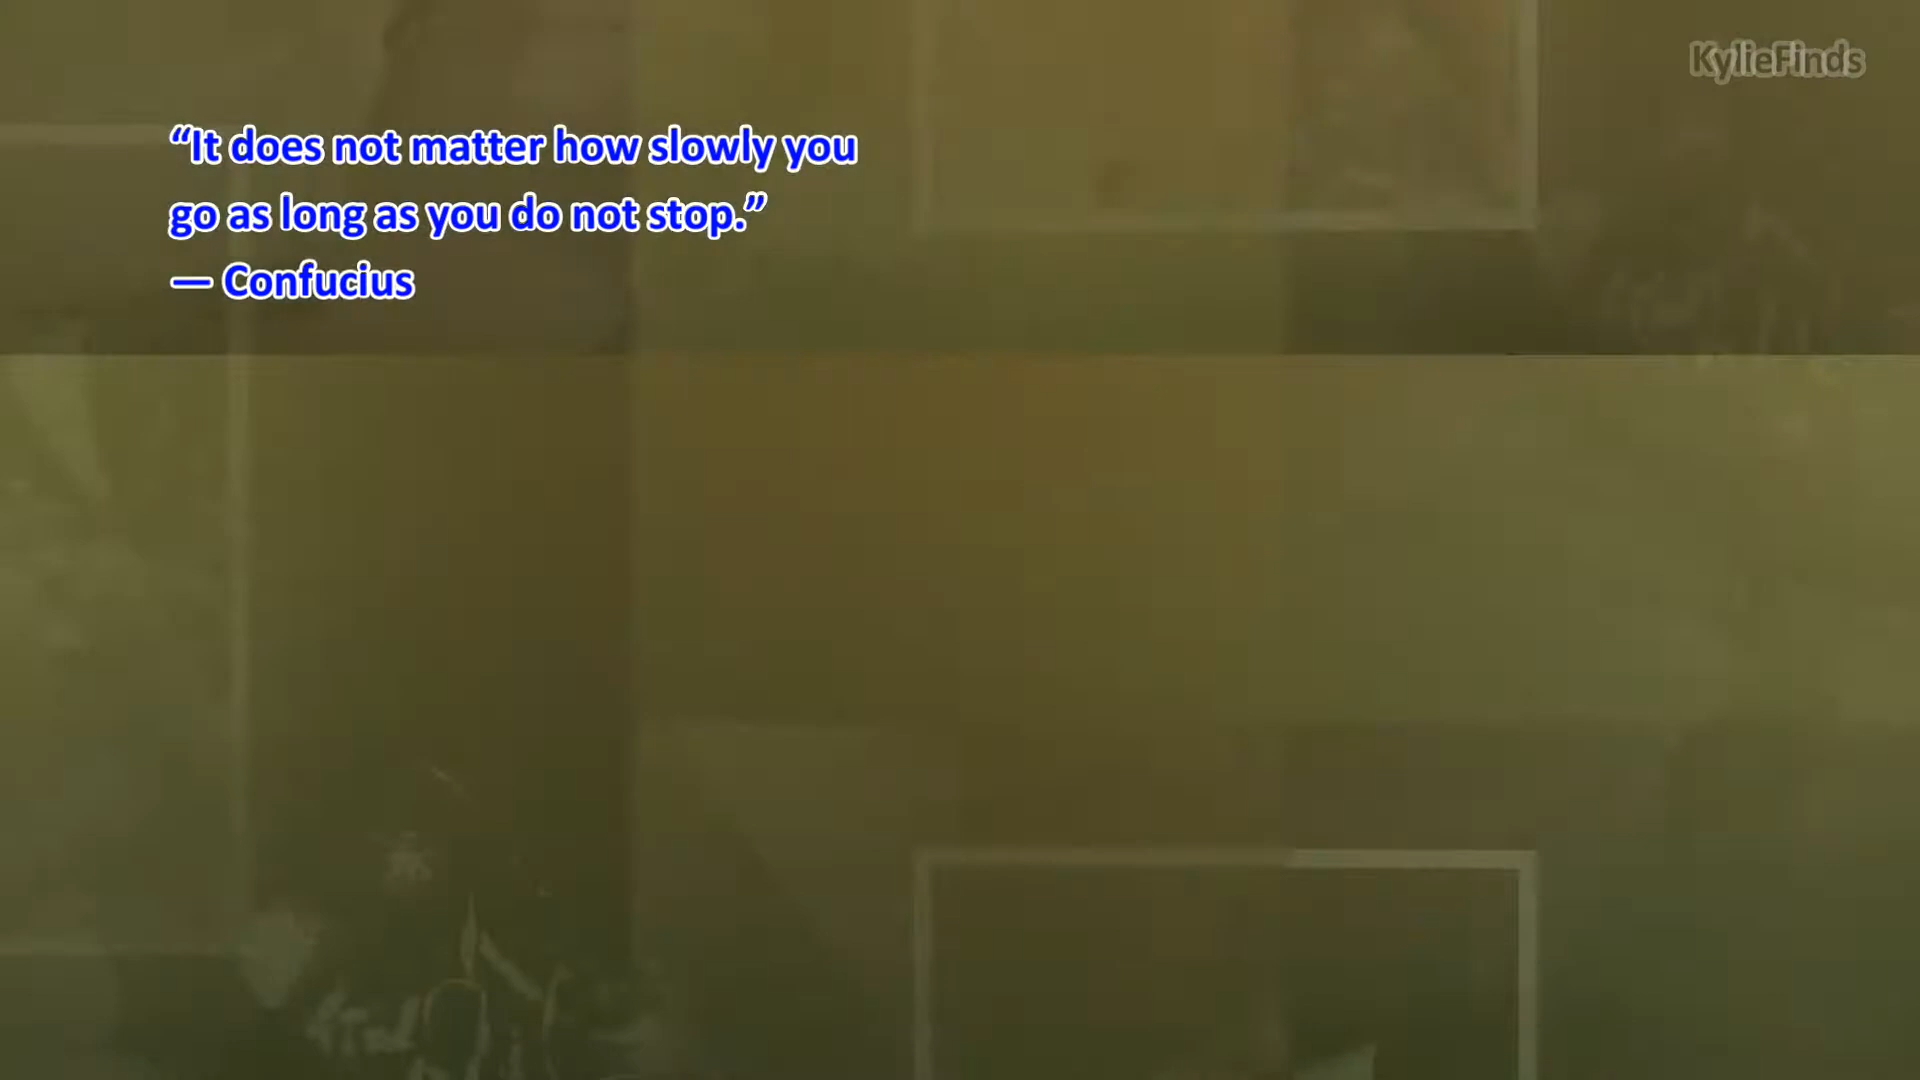 KylieFinds
“It does not matter how slowly you
go as long as you do not stop.”
— Confucius